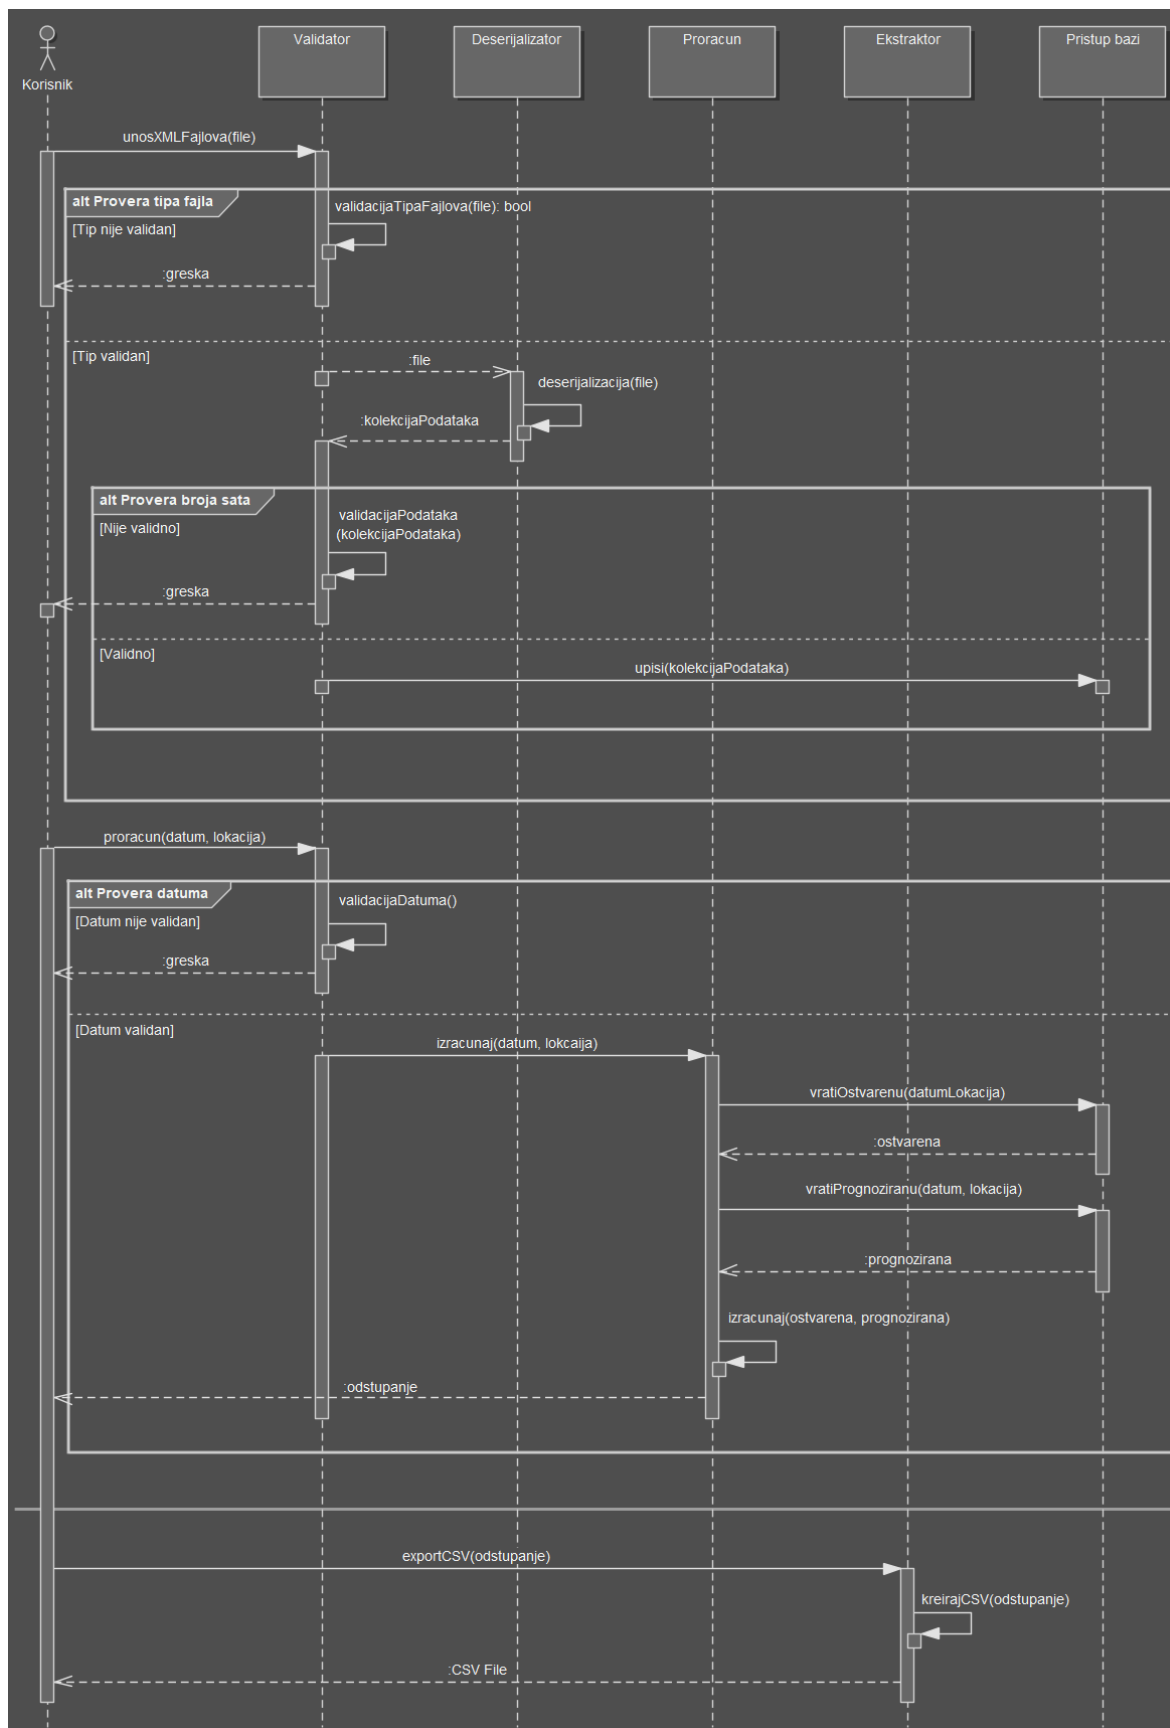 Korisnik
Validator
Deserijalizator
Proracun
Ekstraktor
Pristup bazi
unosXMLFajlova(file)
alt Provera tipa fajla
validacijaTipaFajlova(file): bool
[Tip nije validan]
:greska
[Tip validan]
:file
deserijalizacija(file)
:kolekcijaPodataka
alt Provera broja sata
validacijaPodataka
(kolekcijaPodataka)
[Nije validno]
:greska
[Validno]
upisi(kolekcijaPodataka)
proracun(datum, lokacija)
alt Provera datuma
validacijaDatuma()
[Datum nije validan]
:greska
[Datum validan]
izracunaj(datum, lokcaija)
vratiOstvarenu(datumLokacija)
:ostvarena
vratiPrognoziranu(datum, lokacija)
:prognozirana
izracunaj(ostvarena, prognozirana)
:odstupanje
exportCSV(odstupanje)
kreirajCSV(odstupanje)
:CSV File